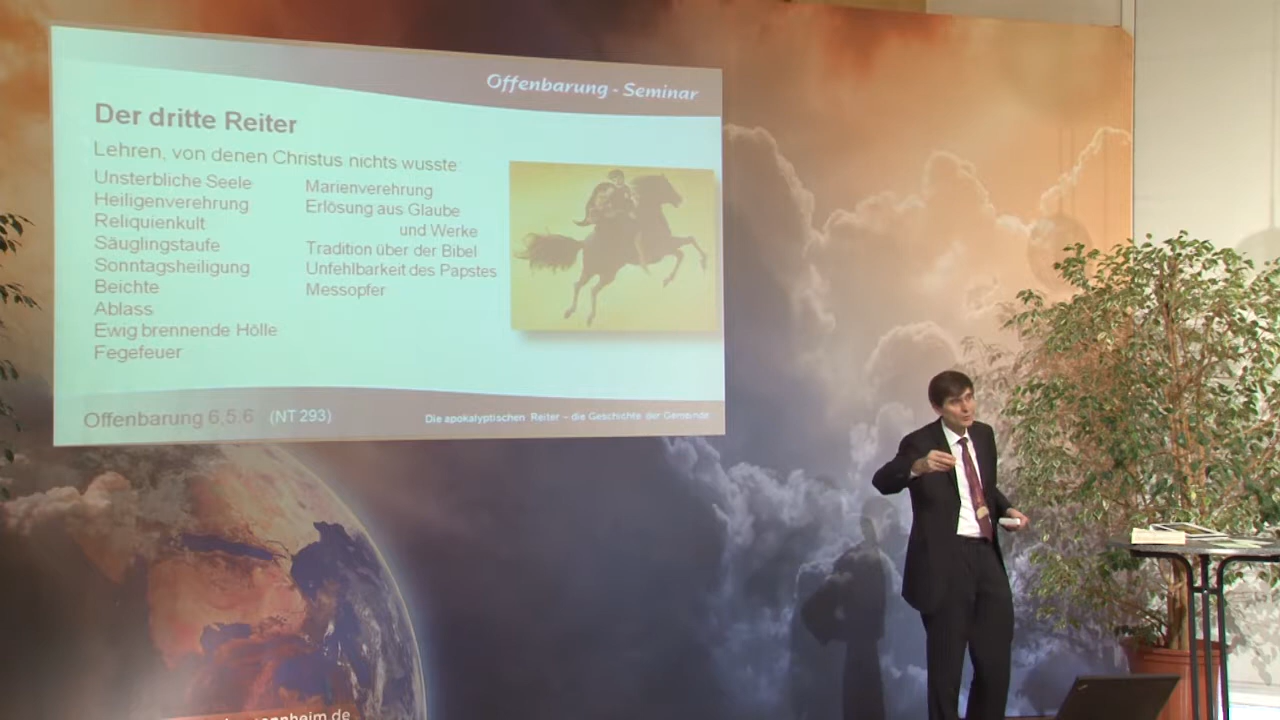 Offenbarung - Seminar
Der dritte Reiter
Lehren, von denen Christus nichts wusste:
Unsterbliche Seele
Heiligenverehrung
Reliquienkult
Säuglingstaufe
Sonntagsheiligung
Beichte
Ablass
Ewig brennende Hölle
Fegefeuer
Marienverehrung
Erlösung aus Glaube
und Werke
Tradition über der Bibel
Unfehlbarkeit des Papstes
Messopfer
Offenbarung 6,5.6 (NT 293)
Die apokalyptischen Reiter – die Geschichte der Gemeinde